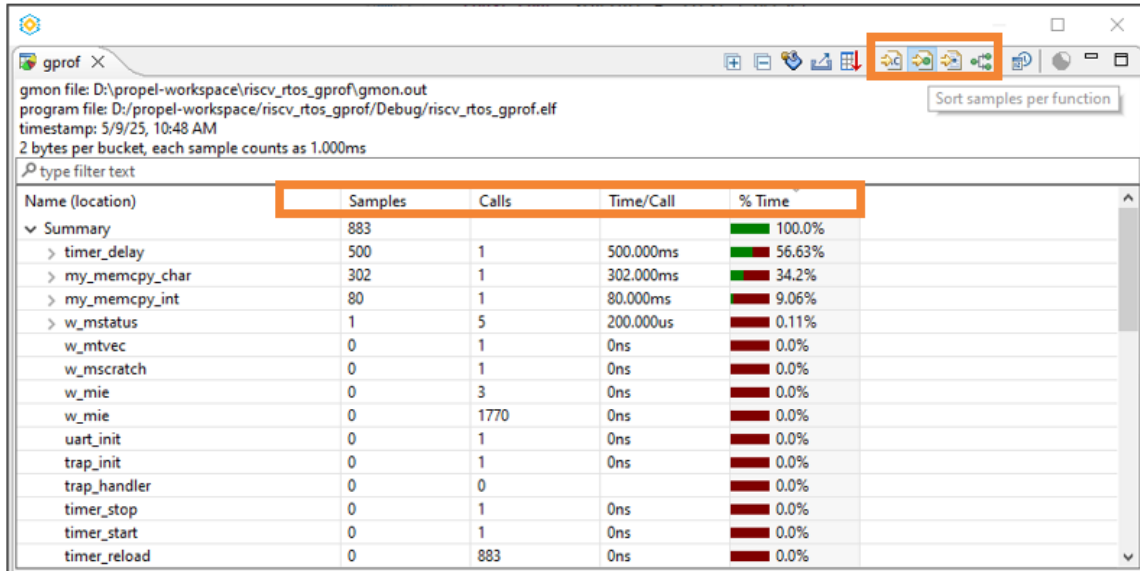 gprof
gmon file: D:\propel-workspace\riscv_rtos_gprof\gmon.out
program file: D:/propel-workspace/riscv_rtos_gprof/Debug/riscv_rtos_gprof.elf
Sort samples per function
timestamp: 5/9/25, 10:48 AM
2 bytes per bucket, each sample counts as 1.000ms
type filter text
Name (location) Samples Calls Time/Call % Time
Summary 883 100.0%
timer_delay 500 1 500.000ms 56.63%
my_memcpy_char 302 1 302.000ms 34.2%
my_memcpy_int 80 1 80.000ms 9.06%
w_mstatus 1 5 200.000us 0.11%
w_mtvec 0 1 0ns 0.0%
w_mscratch 0 1 0ns 0.0%
w_mie 0 3 0ns 0.0%
w_mie 0 1770 0ns 0.0%
uart_init 0 1 0ns 0.0%
trap_init 0 1 0ns 0.0%
trap_handler 0 0 0.0%
timer_stop 0 1 0ns 0.0%
timer_start 0 1 0ns 0.0%
timer_reload 0 883 0ns 0.0%